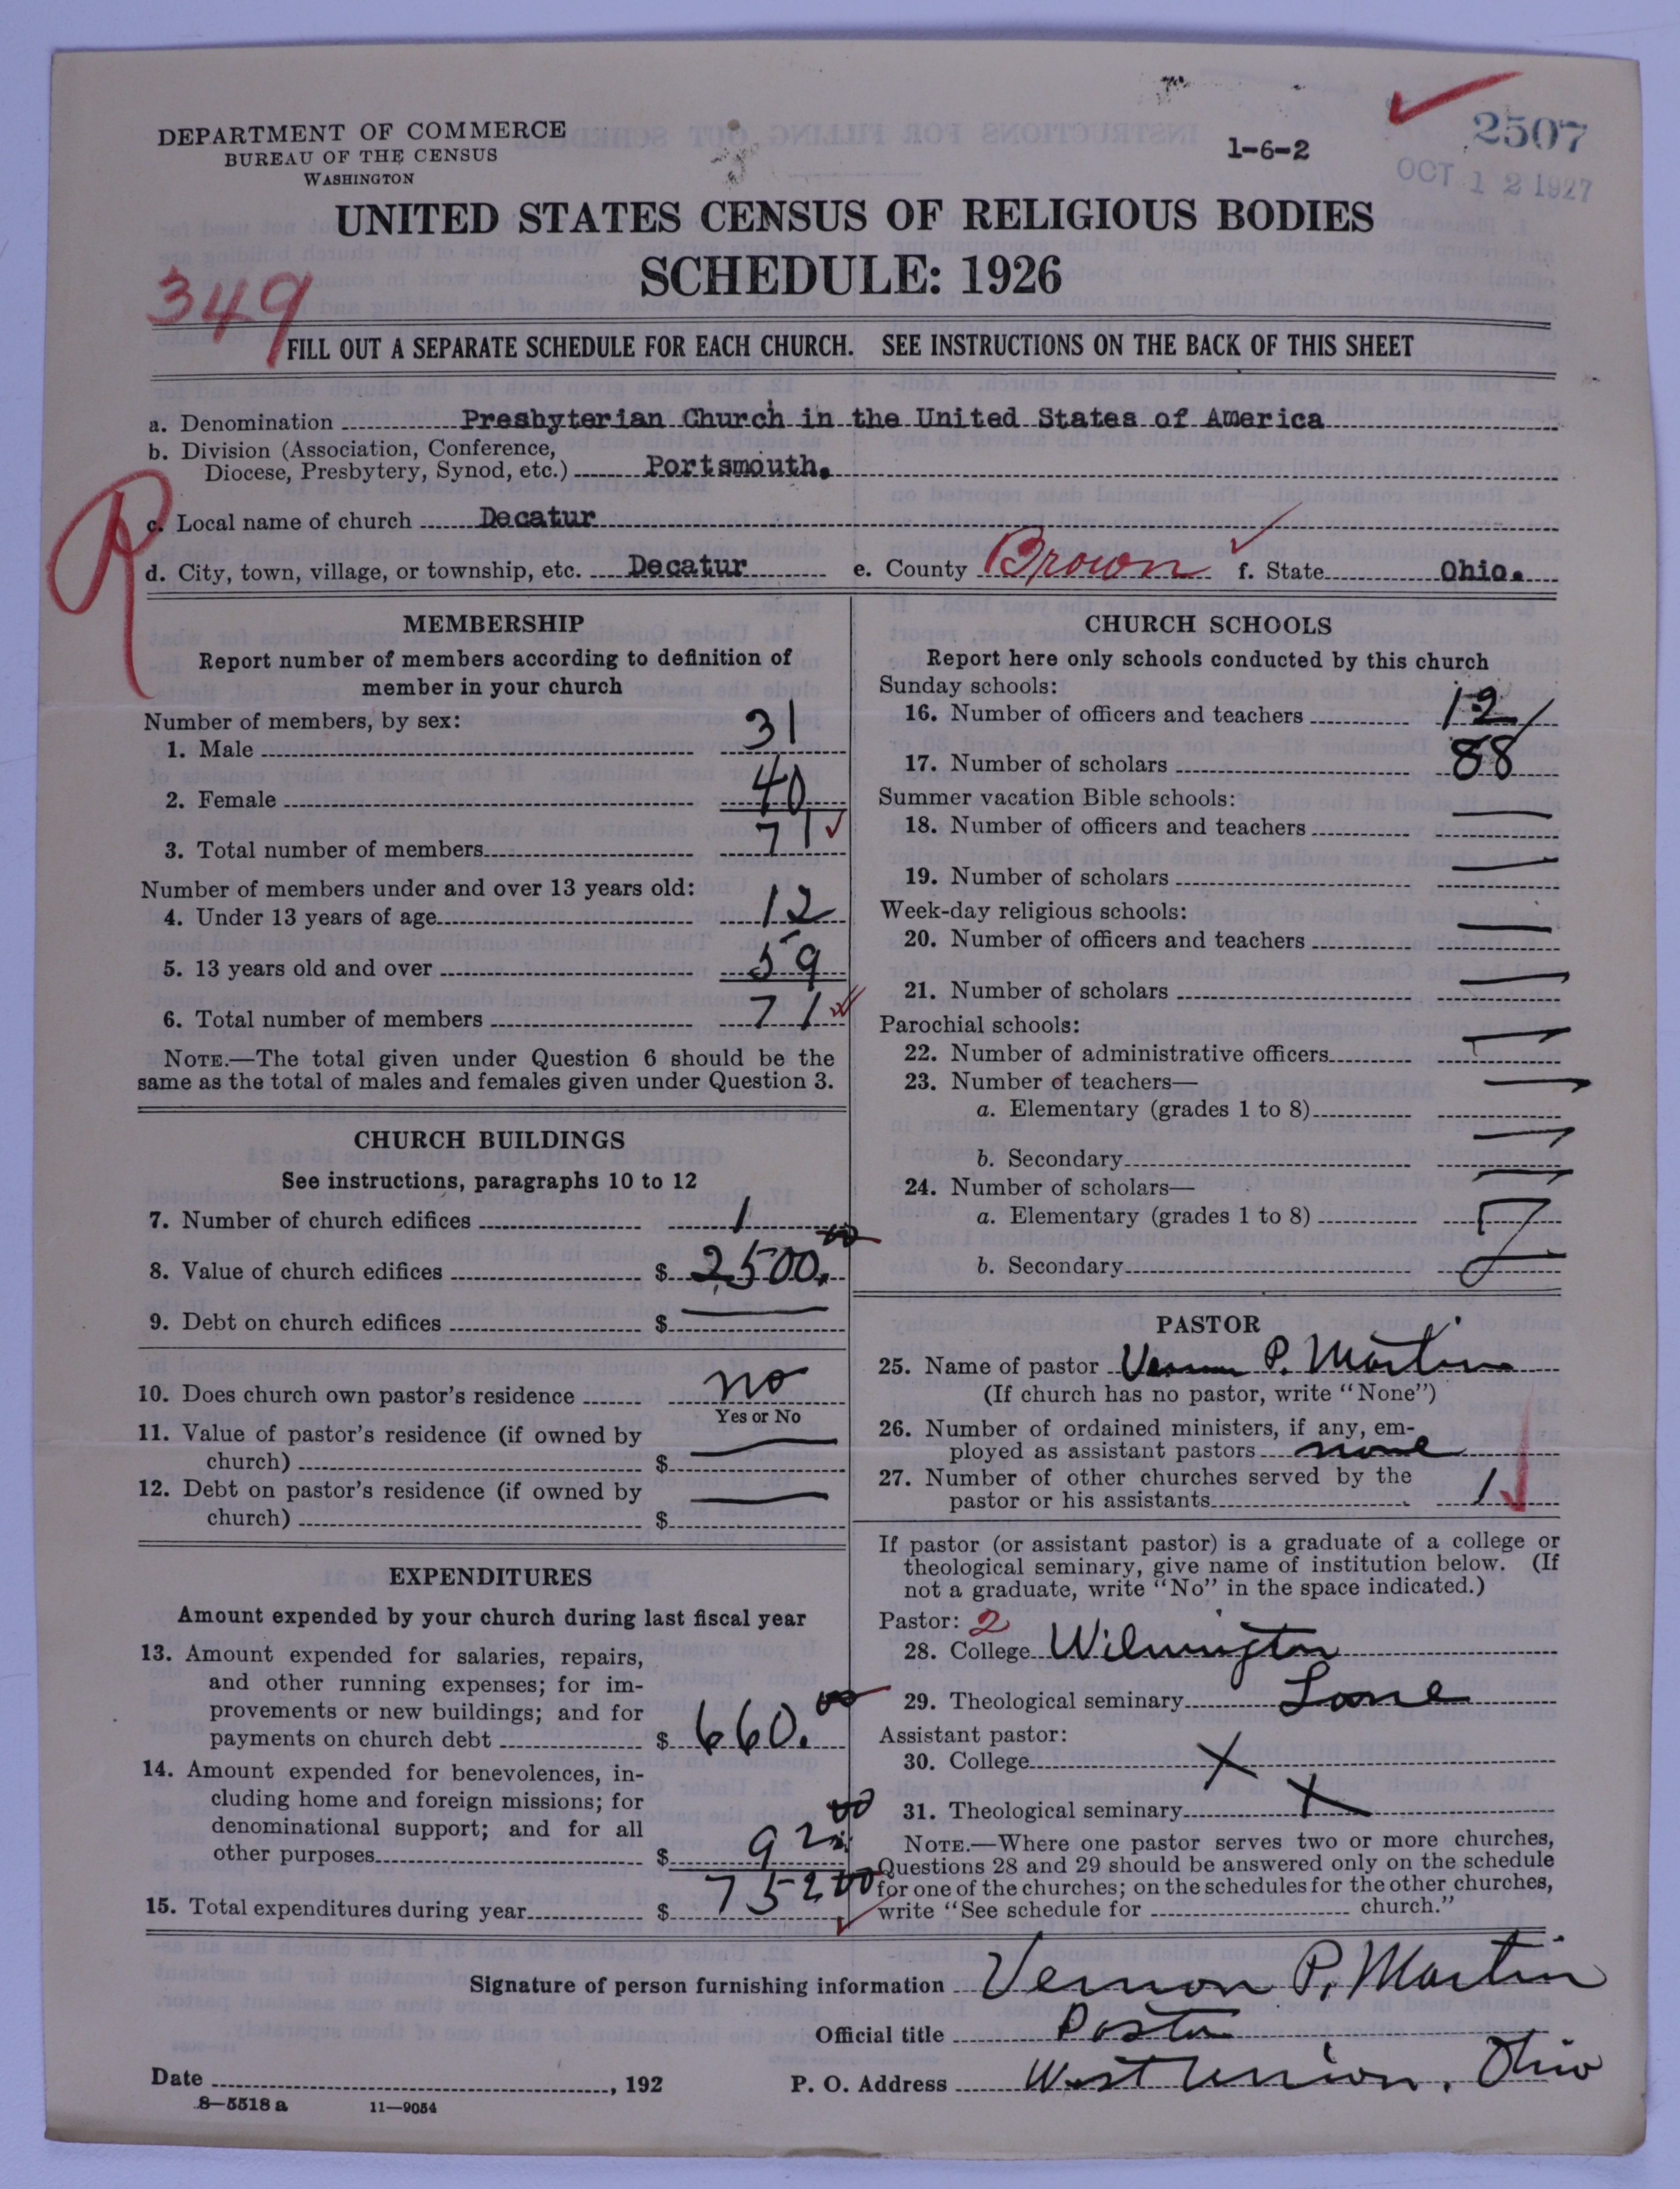 DEPARTMENT OF COMMERCE
BUREAU OF THE CENSUS
WASHINGTON
1-6-2
2507
OCT 12 1927
UNITED STATES CENSUS OF RELIGIOUS BODIES
SCHEDULE: 1926
349
FILL OUT A SEPARATE SCHEDULE FOR EACH CHURCH. SEE INSTRUCTIONS ON THE BACK OF THIS SHEET
a. Denomination Presbyterian Church in the United States of America
b. Division (Association, Conference,
Diocese, Presbytery, Synod, etc.) Portsmouth.
R
c. Local name of church Decatur
d. City, town, village, or township, etc. Decatur e. County Brown f. State Ohio.
MEMBERSHIP
Report number of members according to definition of
member in your church
Number of members, by sex:
1. Male 31
2. Female 40
3. Total number of members 71
Number of members under and over 13 years old:
4. Under 13 years of age 12
5. 13 years old and over 59
6. Total number of members 71
NOTE.—The total given under Question 6 should be the
same as the total of males and females given under Question 3.
CHURCH BUILDINGS
See instructions, paragraphs 10 to 12
7. Number of church edifices 1
8. Value of church edifices $ 2500.00
9. Debt on church edifices $ —
10. Does church own pastor's residence no
Yes or No
11. Value of pastor's residence (if owned by
church) $ —
12. Debt on pastor's residence (if owned by
church) $ —
EXPENDITURES
Amount expended by your church during last fiscal year
13. Amount expended for salaries, repairs,
and other running expenses; for im-
provements or new buildings; and for
payments on church debt $ 660.00
14. Amount expended for benevolences, in-
cluding home and foreign missions; for
denominational support; and for all
other purposes $ 92.00
15. Total expenditures during year $ 752 00
CHURCH SCHOOLS
Report here only schools conducted by this church
Sunday schools:
16. Number of officers and teachers 12
17. Number of scholars 88
Summer vacation Bible schools:
18. Number of officers and teachers —
19. Number of scholars —
Week-day religious schools:
20. Number of officers and teachers —
21. Number of scholars —
Parochial schools:
22. Number of administrative officers —
23. Number of teachers—
a. Elementary (grades 1 to 8) —
b. Secondary —
24. Number of scholars—
a. Elementary (grades 1 to 8)
b. Secondary
PASTOR
25. Name of pastor Vernon P. Martin
(If church has no pastor, write "None")
26. Number of ordained ministers, if any, em-
ployed as assistant pastors none
27. Number of other churches served by the
pastor or his assistants 1
If pastor (or assistant pastor) is a graduate of a college or
theological seminary, give name of institution below. (If
not a graduate, write "No" in the space indicated.)
Pastor: 2
28. College Wilmington
29. Theological seminary Lane
Assistant pastor:
30. College X
31. Theological seminary X
NOTE.—Where one pastor serves two or more churches,
Questions 28 and 29 should be answered only on the schedule
for one of the churches; on the schedules for the other churches,
write "See schedule for church."
Signature of person furnishing information Vernon P. Martin
Official title Pastor
Date , 192 P. O. Address West Union, Ohio
8—5518 a 11—9054